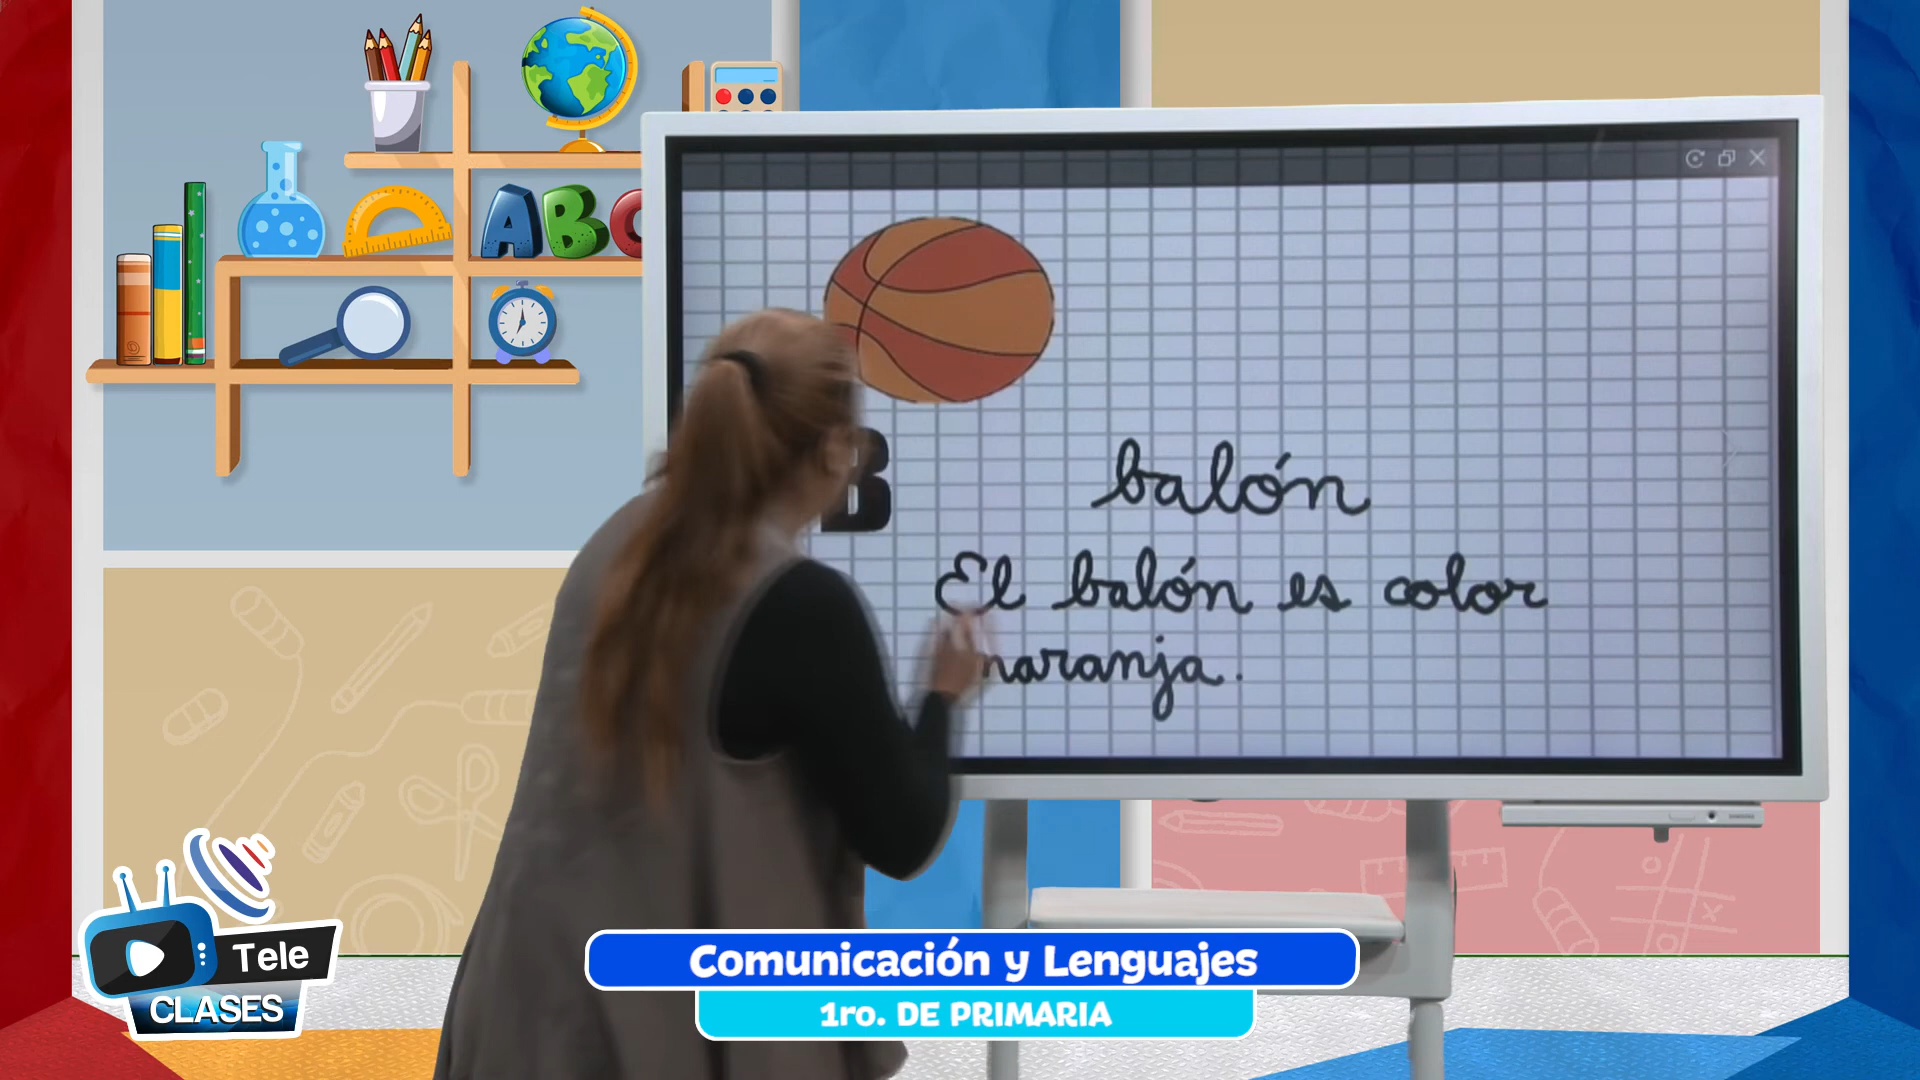 ABC
B
balón
El balón es color
naranja.
Tele
CLASES
Comunicación y Lenguajes
1ro. DE PRIMARIA